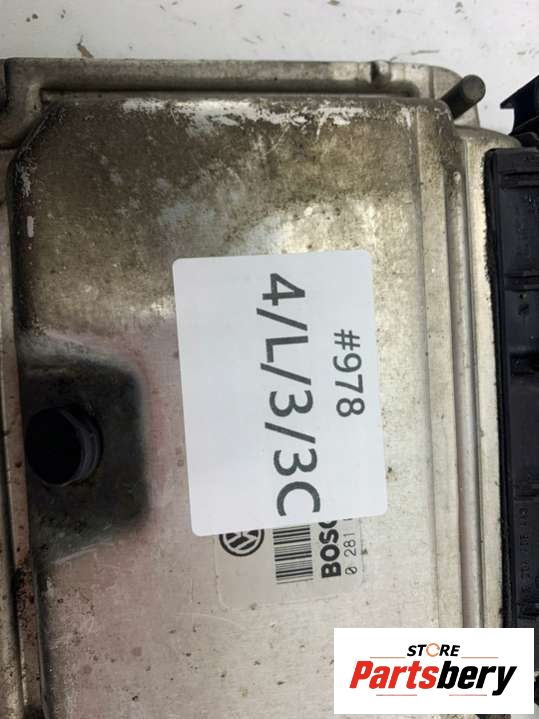 #978
4/L/3/3C
BOSC
0 281
STORE
Partsbery